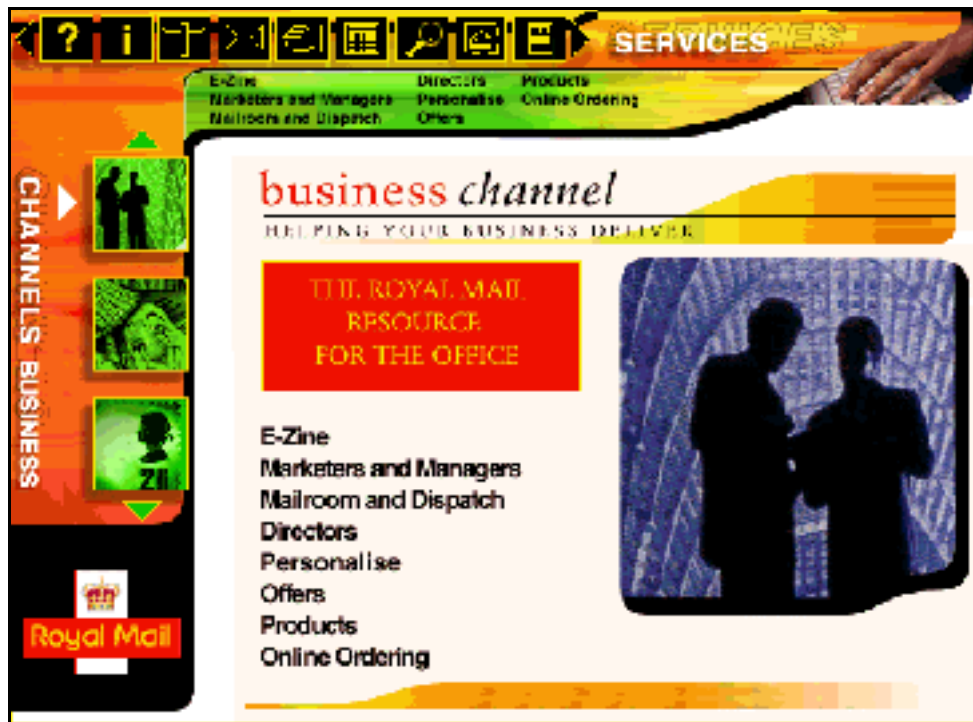 ? i
SERVICES
E-Zine Directors Products
Marketers and Managers Personalise Online Ordering
Mailroom and Dispatch Offers
CHANNELS BUSINESS
business channel
HELPING YOUR BUSINESS DELIVER
THE ROYAL MAIL
RESOURCE
FOR THE OFFICE
E-Zine
Marketers and Managers
Mailroom and Dispatch
Directors
Personalise
Offers
Products
Online Ordering
Royal Mail